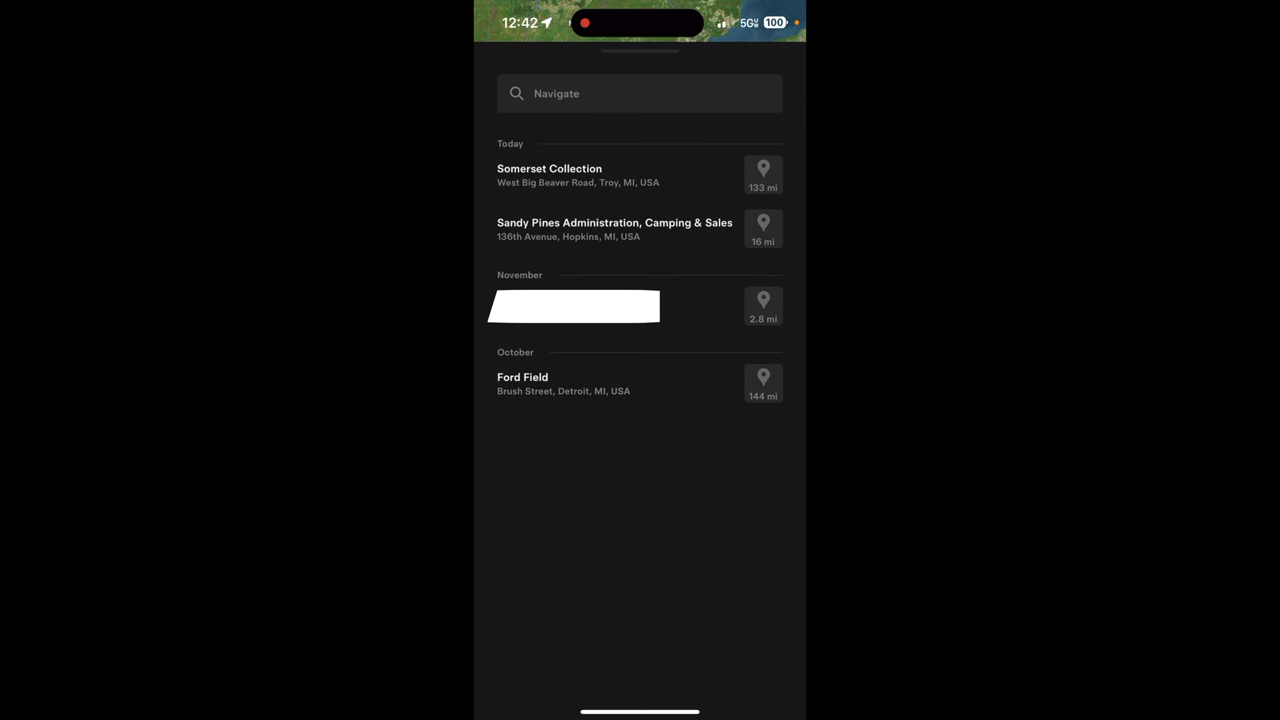 12:42
5G
100
Navigate
Today
Somerset Collection
West Big Beaver Road, Troy, MI, USA
133 mi
Sandy Pines Administration, Camping & Sales
136th Avenue, Hopkins, MI, USA
16 mi
November
2.8 mi
October
Ford Field
Brush Street, Detroit, MI, USA
144 mi